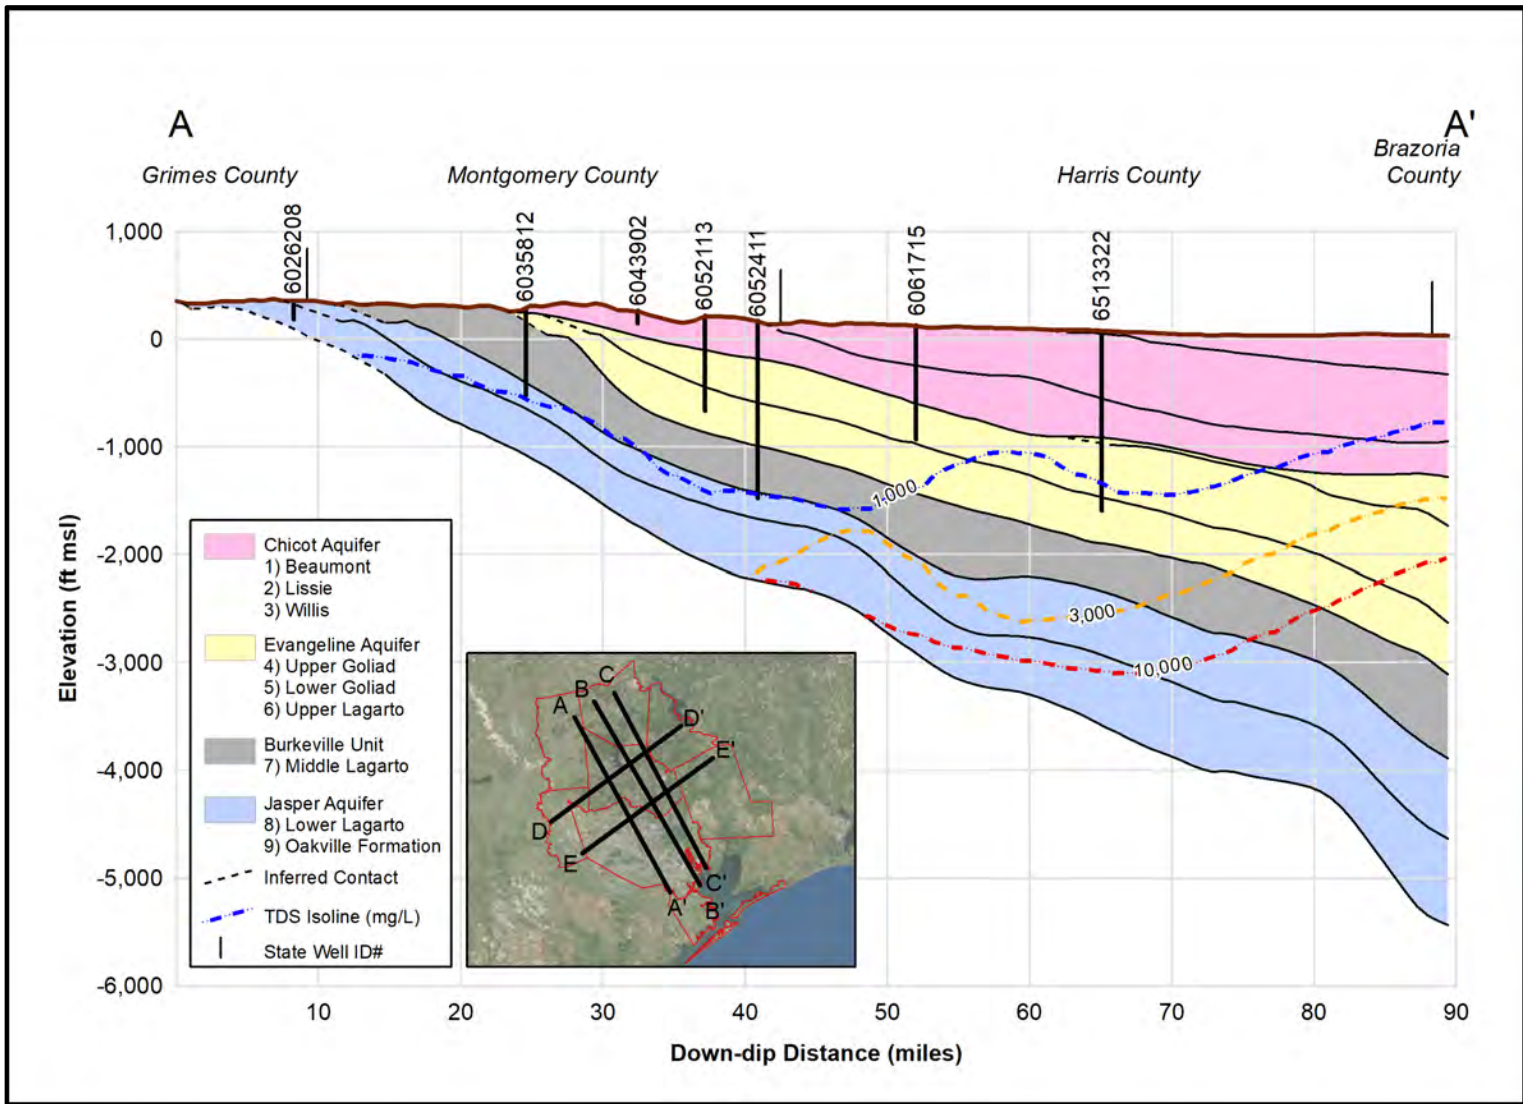 A
A'
Grimes County
Montgomery County
Harris County
Brazoria
County
6026208
6035812
6043902
6052113
6052411
6061715
6513322
1,000
0
-1,000
-2,000
-3,000
-4,000
-5,000
-6,000
Elevation (ft msl)
1,000
3,000
10,000
Chicot Aquifer
1) Beaumont
2) Lissie
3) Willis
Evangeline Aquifer
4) Upper Goliad
5) Lower Goliad
6) Upper Lagarto
Burkeville Unit
7) Middle Lagarto
Jasper Aquifer
8) Lower Lagarto
9) Oakville Formation
Inferred Contact
TDS Isoline (mg/L)
State Well ID#
C
B
A
D'
E'
D
E
C'
A'
B'
10
20
30
40
50
60
70
80
90
Down-dip Distance (miles)